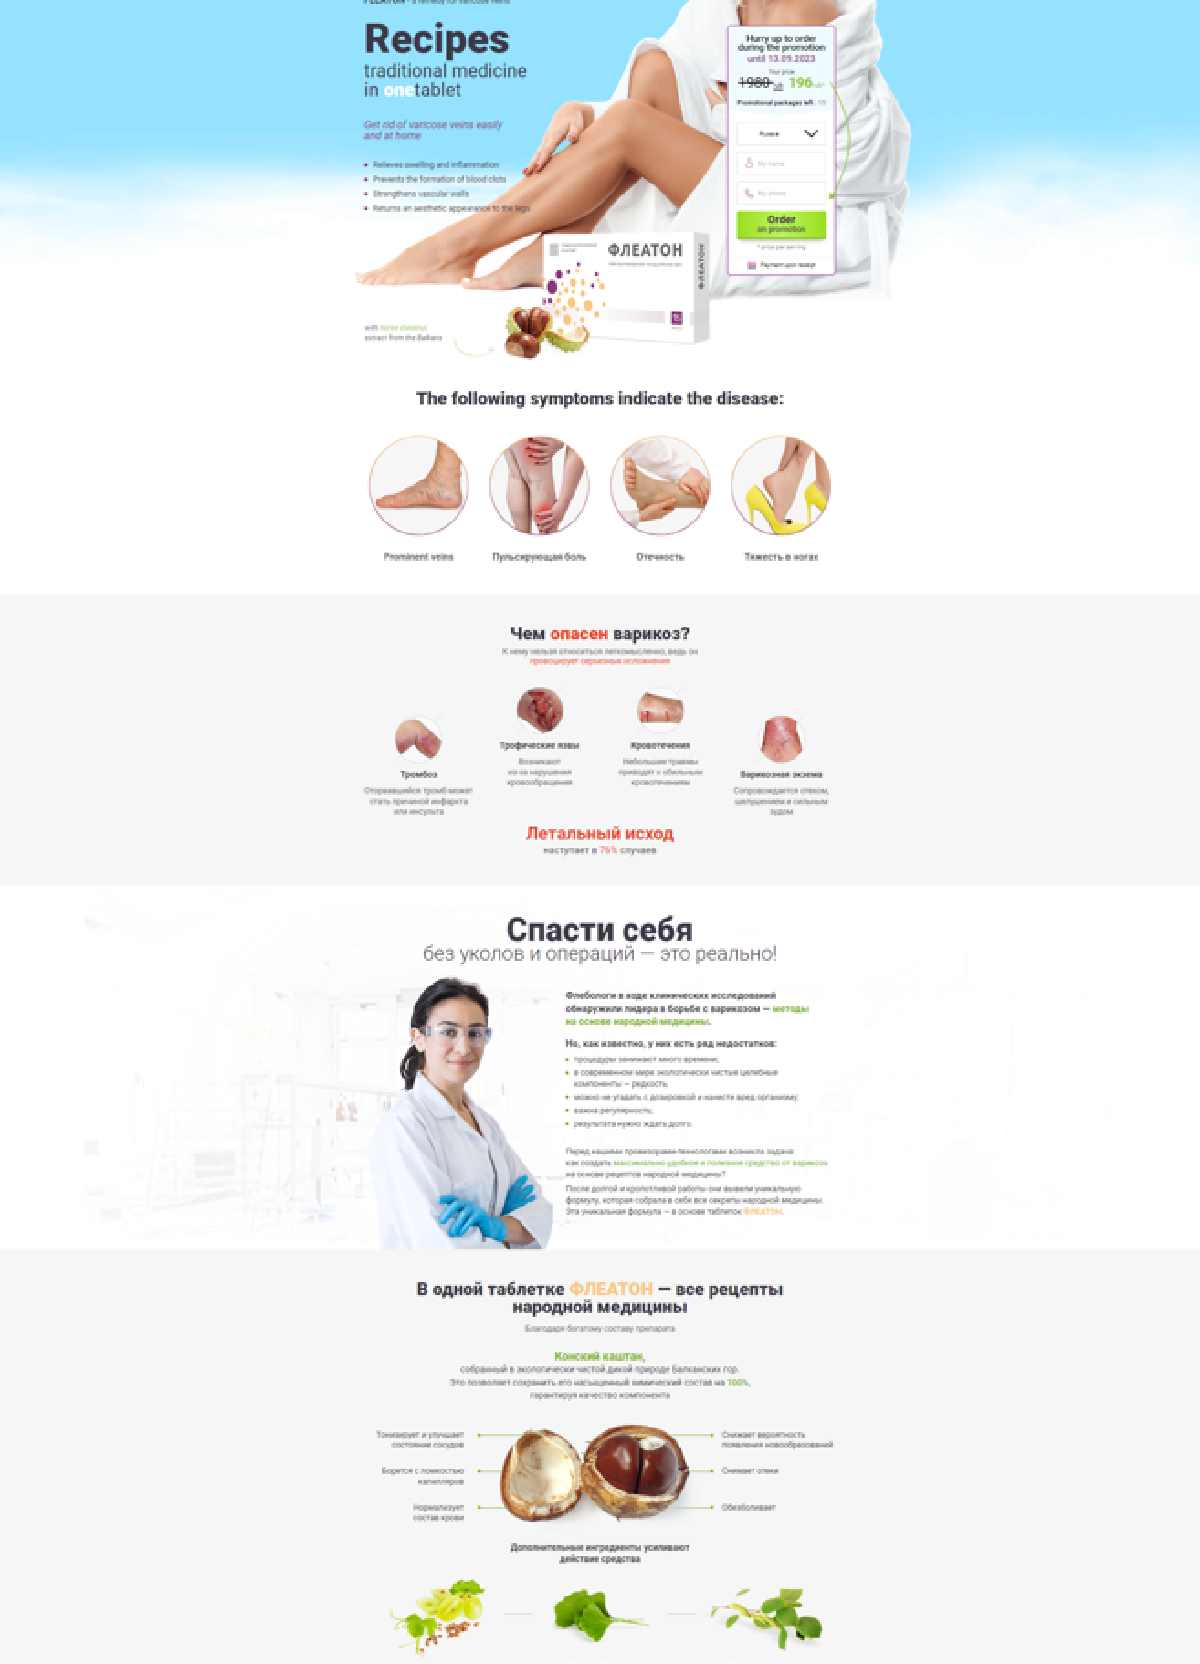 Recipes
traditional medicine
in onetablet
Get rid of varicose veins easily
and at home
Relieves swelling and inflammation
Prevents the formation of blood clots
Strengthens vascular walls
Returns an aesthetic appearance to the legs
Hurry up to order
during the promotion
until 13.09.2023
Your price
1980 196
Promotional packages left: 15
Russia
My name
My phone
Order
on promotion
* price per serving
Payment upon receipt
ФЛЕАТОН
ФЛЕАТОН
15
with horse chestnut
extract from the Balkans
The following symptoms indicate the disease:
Prominent veins
Пульсирующая боль
Отечность
Тяжесть в ногах
Чем опасен варикоз?
К нему нельзя относиться легкомысленно, ведь он
провоцирует серьезные осложнения
Тромбоз
Оторвавшийся тромб может
стать причиной инфаркта
или инсульта
Трофические язвы
Возникают
из-за нарушения
кровообращения
Кровотечения
Небольшие травмы
приводят к обильным
кровотечениям
Варикозная экзема
Сопровождается отеком,
шелушением и сильным
зудом
Летальный исход
наступает в 76% случаев
Спасти себя
без уколов и операций — это реально!
Флебологи в ходе клинических исследований
обнаружили лидера в борьбе с варикозом — методы
на основе народной медицины.
Но, как известно, у них есть ряд недостатков:
процедуры занимают много времени;
в современном мире экологически чистые целебные
компоненты — редкость;
можно не угадать с дозировкой и нанести вред организму;
важна регулярность;
результата нужно ждать долго.
Перед нашими провизорами-технологами возникла задача:
как создать максимально удобное и полезное средство от варикоза
на основе рецептов народной медицины?
После долгой и кропотливой работы они вывели уникальную
формулу, которая собрала в себе все секреты народной медицины.
Эта уникальная формула — в основе таблеток ФЛЕАТОН.
В одной таблетке ФЛЕАТОН — все рецепты
народной медицины
Благодаря богатому составу препарата
Конский каштан,
собранный в экологически чистой дикой природе Балканских гор.
Это позволяет сохранить его насыщенный химический состав на 100%,
гарантируя качество компонента
Тонизирует и улучшает
состояние сосудов
Борется с ломкостью
капилляров
Нормализует
состав крови
Снижает вероятность
появления новообразований
Снимает отеки
Обезболивает
Дополнительные ингредиенты усиливают
действие средства